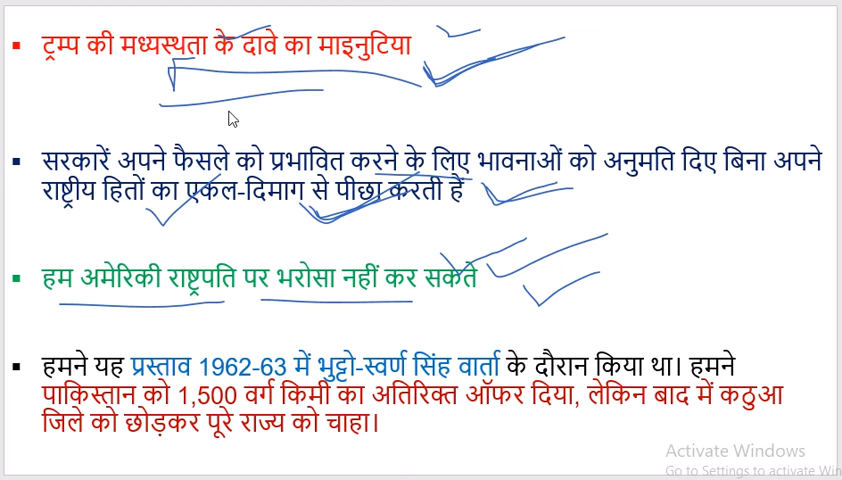 ट्रम्प की मध्यस्थता के दावे का माइनुटिया
सरकारें अपने फैसले को प्रभावित करने के लिए भावनाओं को अनुमति दिए बिना अपने
राष्ट्रीय हितों का एकल-दिमाग से पीछा करती हैं
हम अमेरिकी राष्ट्रपति पर भरोसा नहीं कर सकते
हमने यह प्रस्ताव 1962-63 में भुट्टो-स्वर्ण सिंह वार्ता के दौरान किया था। हमने
पाकिस्तान को 1,500 वर्ग किमी का अतिरिक्त ऑफर दिया, लेकिन बाद में कठुआ
जिले को छोड़कर पूरे राज्य को चाहा।
Activate Windows
Go to Settings to activate Win